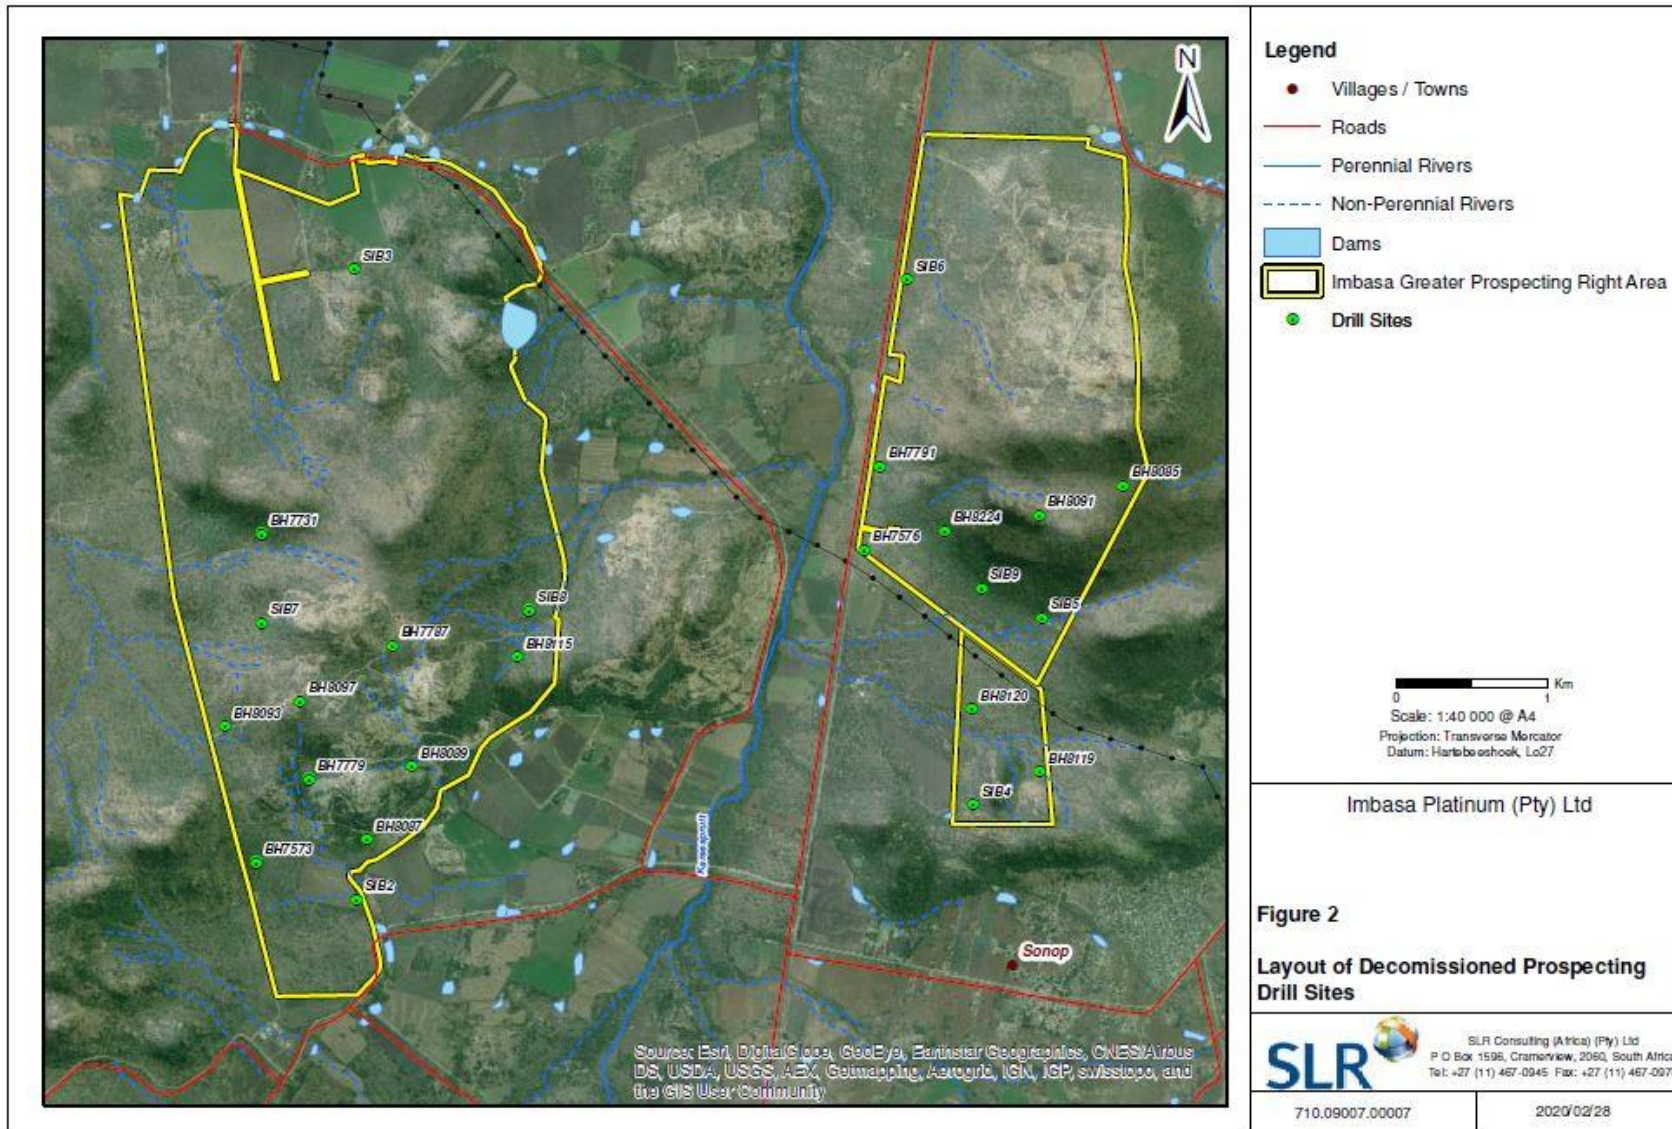 N
SIB3
SIB6
BH7791
BH8085
BH8091
BH8224
BH7576
BH7731
SIB9
SIB5
SIB8
SIB7
BH7787
BH8115
BH8097
BH8120
BH8093
BH8089
BH7779
BH8119
SIB4
BH8087
BH7573
SIB2
Sonop
Source: Esri, DigitalGlobe, GeoEye, Earthstar Geographics, CNES/Airbus
DS, USDA, USGS, AEX, Getmapping, Aerogrid, IGN, IGP, swisstopo, and
the GIS User Community
Legend
Villages / Towns
Roads
Perennial Rivers
Non-Perennial Rivers
Dams
Imbasa Greater Prospecting Right Area
Drill Sites
Km
0 1
Scale: 1:40 000 @ A4
Projection: Transverse Mercator
Datum: Hartebeeshoek, Lo27
Imbasa Platinum (Pty) Ltd
Figure 2
Layout of Decomissioned Prospecting
Drill Sites
SLR
SLR Consulting (Africa) (Pty) Ltd
P O Box 1596, Cramerview, 2060, South Africa
Tel: +27 (11) 467-0945 Fax: +27 (11) 467-097
710.09007.00007
2020/02/28